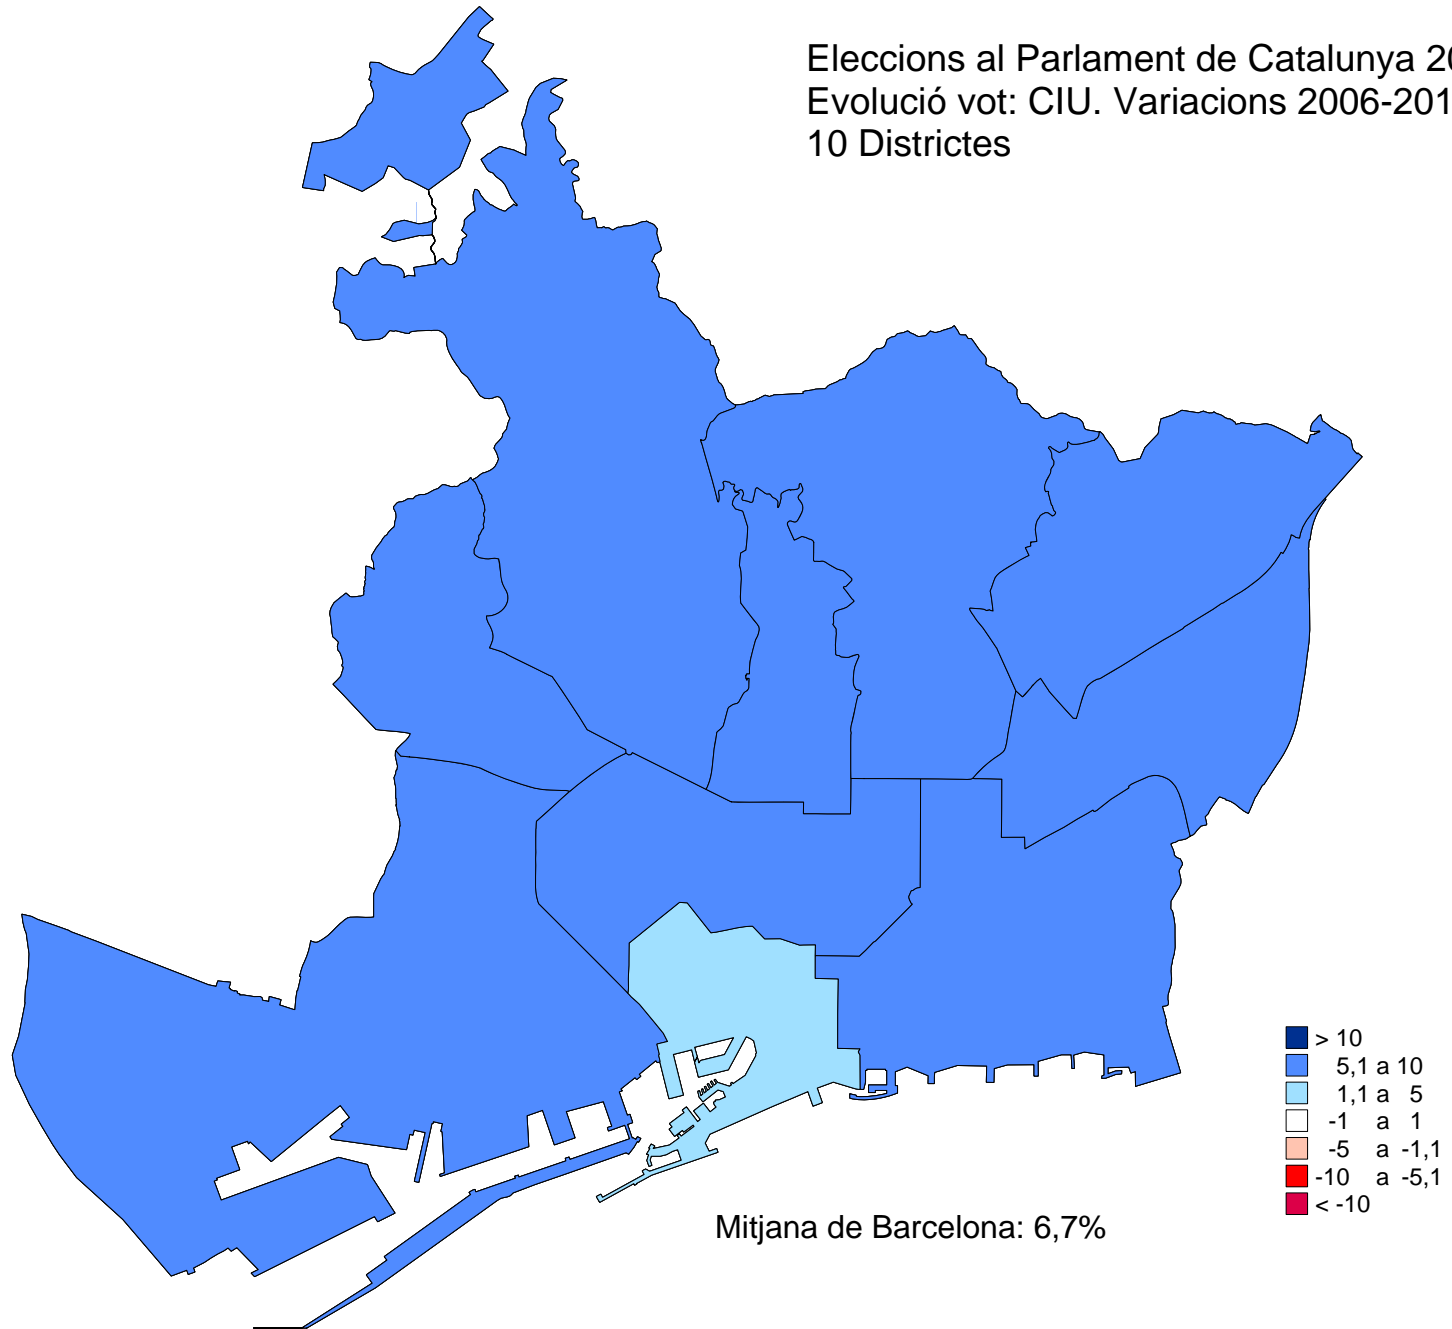 Eleccions al Parlament de Catalunya 20
Evolució vot: CIU. Variacions 2006-201
10 Districtes
> 10
5,1 a 10
1,1 a 5
-1 a 1
-5 a -1,1
-10 a -5,1
< -10
Mitjana de Barcelona: 6,7%